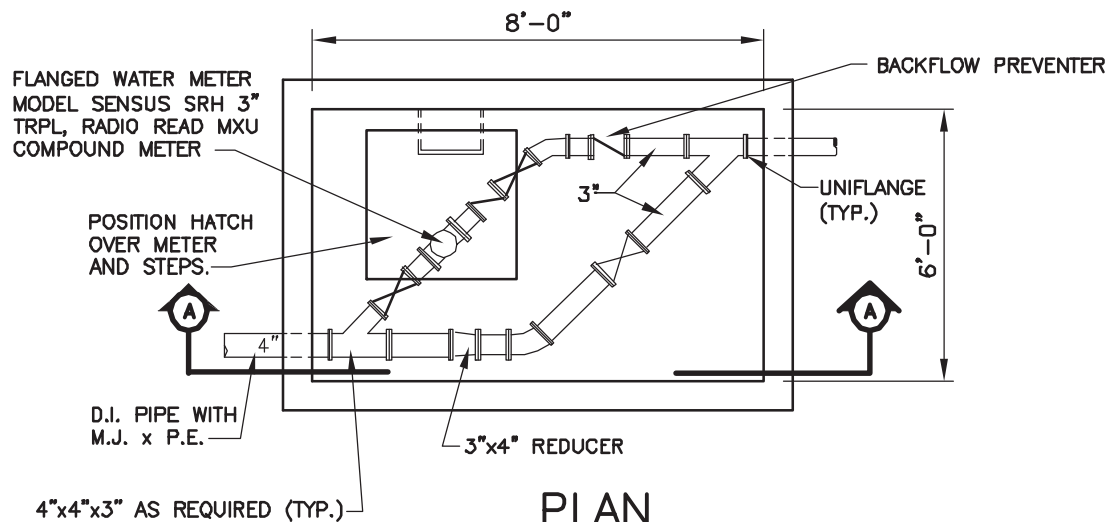 8'-0"
BACKFLOW PREVENTER
FLANGED WATER METER
MODEL SENSUS SRH 3"
TRPL, RADIO READ MXU
COMPOUND METER
3"
UNIFLANGE
(TYP.)
6'-0"
POSITION HATCH
OVER METER
AND STEPS.
A
A
4"
D.I. PIPE WITH
M.J. x P.E.
3"x4" REDUCER
4"x4"x3" AS REQUIRED (TYP.)
PLAN